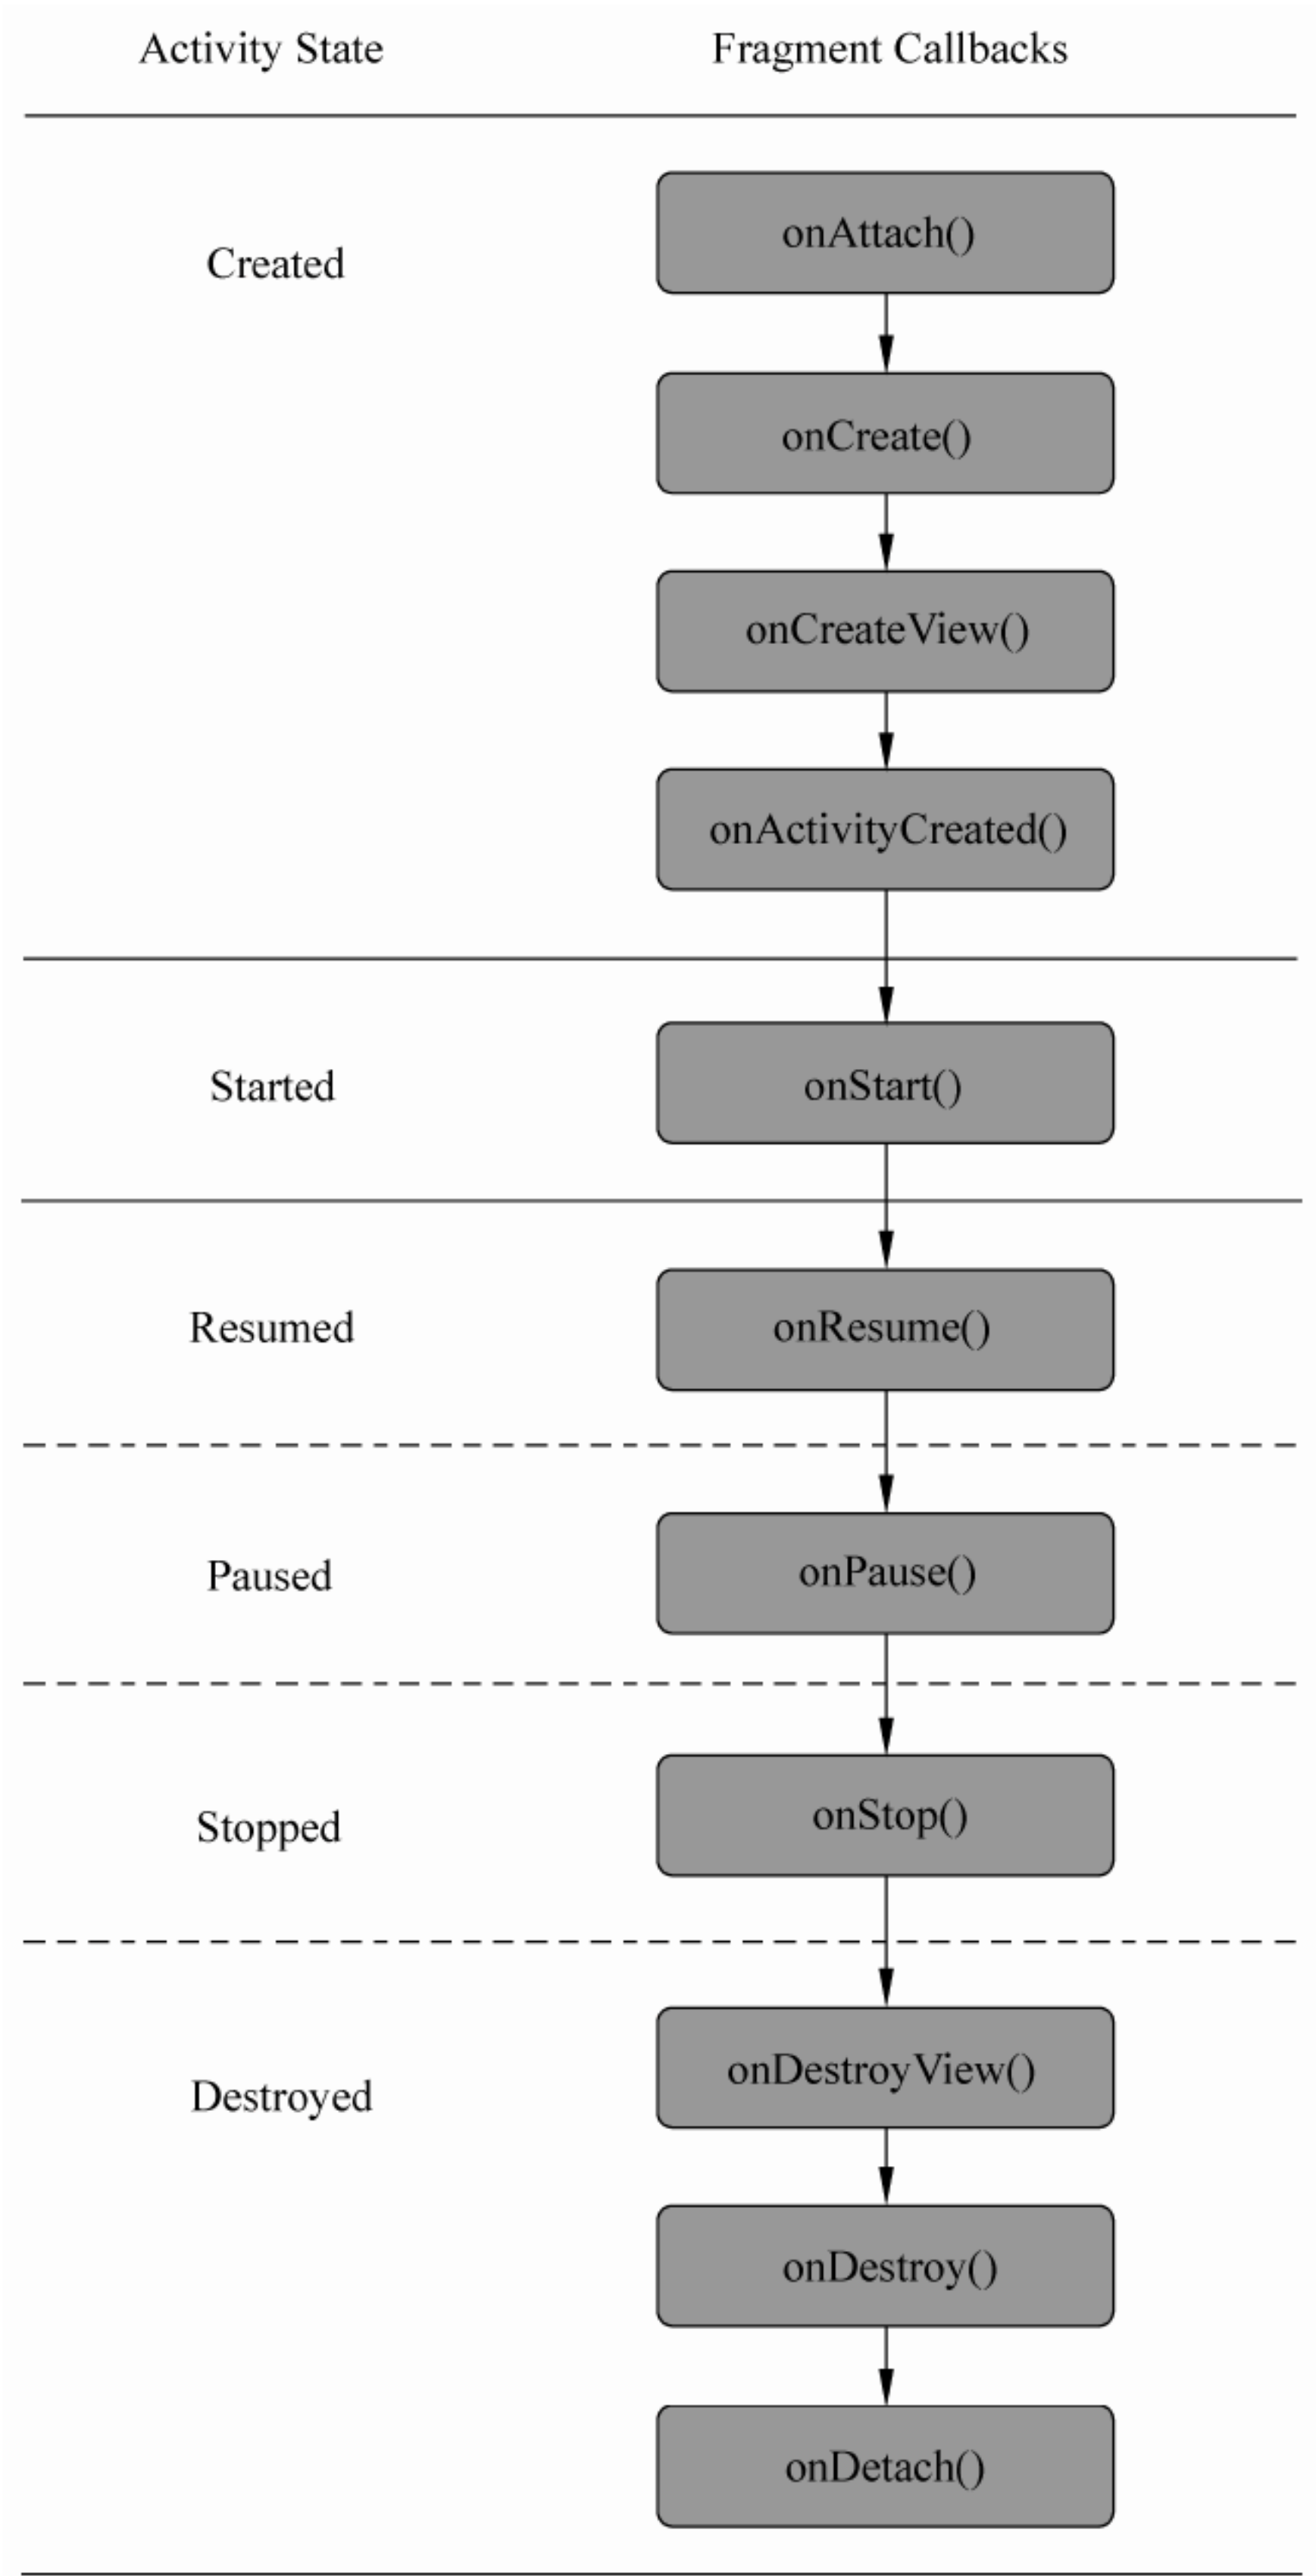 Activity State Fragment Callbacks
Created
onAttach()
onCreate()
onCreateView()
onActivityCreated()
Started
onStart()
Resumed
onResume()
Paused
onPause()
Stopped
onStop()
Destroyed
onDestroyView()
onDestroy()
onDetach()